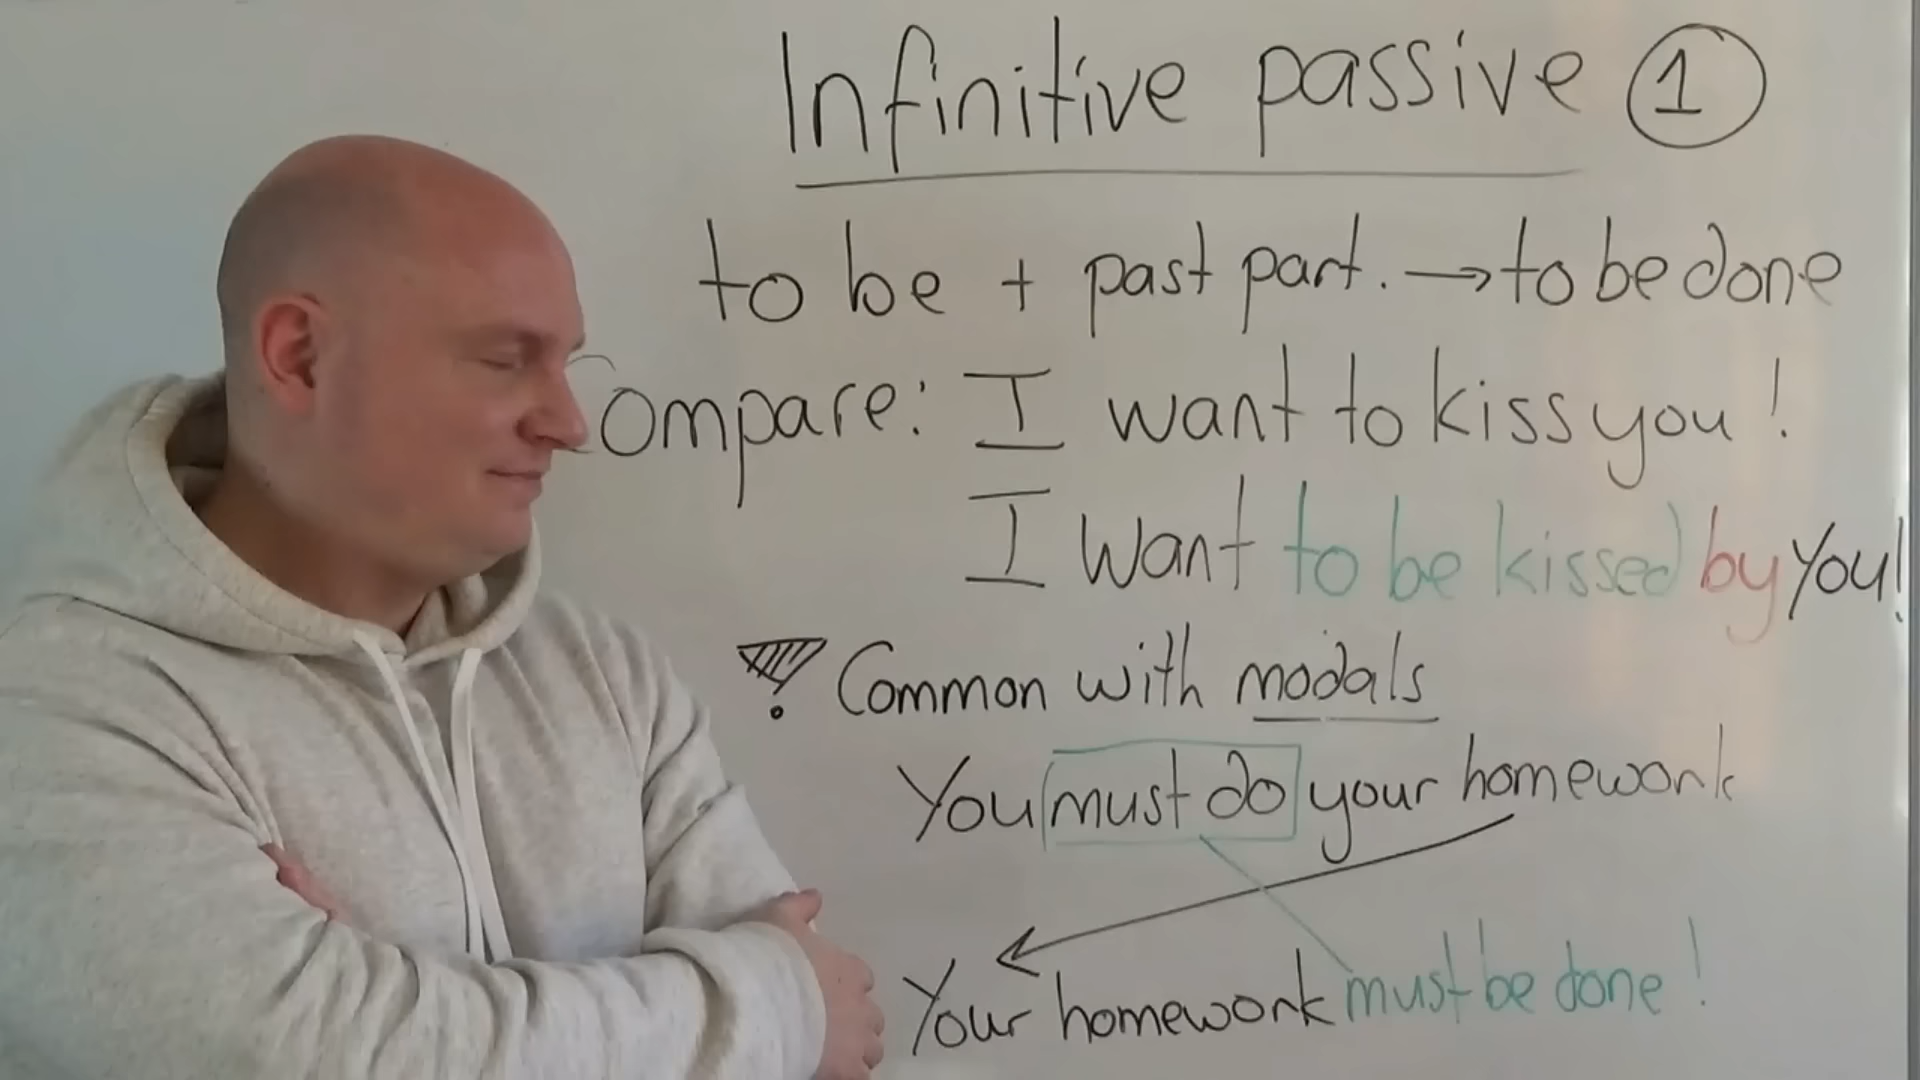 Infinitive passive 1
to be + past part. → to be done
Compare: I want to kiss you!
I want to be kissed by you!
! Common with modals
You must do your homework
Your homework must be done!